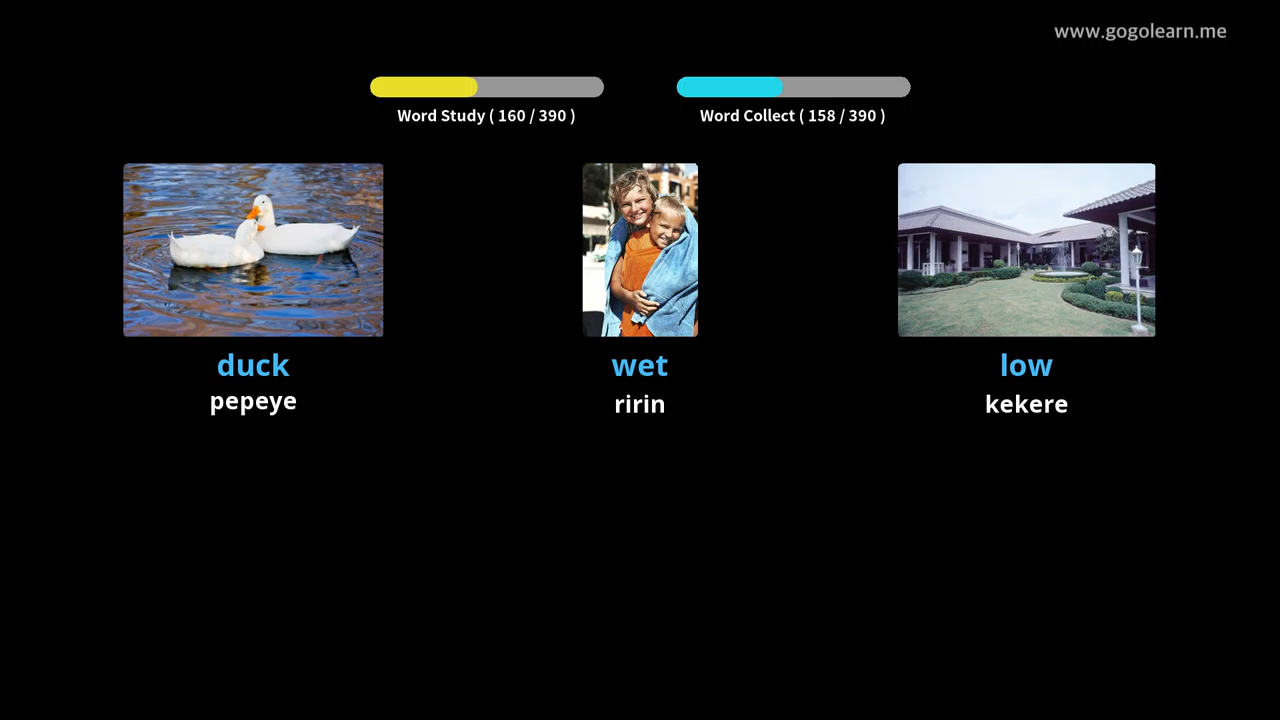 www.gogolearn.me
Word Study ( 160 / 390 )
Word Collect ( 158 / 390 )
duck
pepeye
wet
ririn
low
kekere